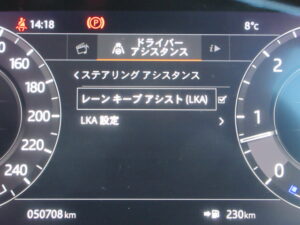 14:18
8°c
ドライバー
アシスタンス
i
ステアリング アシスタンス
レーン キープ アシスト (LKA)
LKA 設定
160
180
200
220
240
2
1
0
050708 km
230km